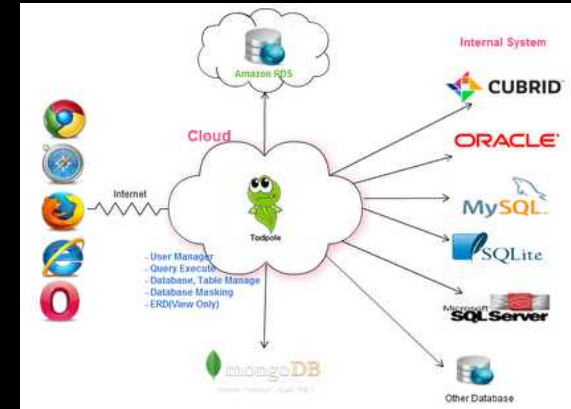 Amazon RDS
Internal System
CUBRID
Cloud
ORACLE
Internet
MySQL
Todpole
SQLite
- User Manager
- Query Execute
- Database, Table Manage
- Database Masking
- ERD(View Only)
Microsoft
SQL Server
mongoDB
Other Database